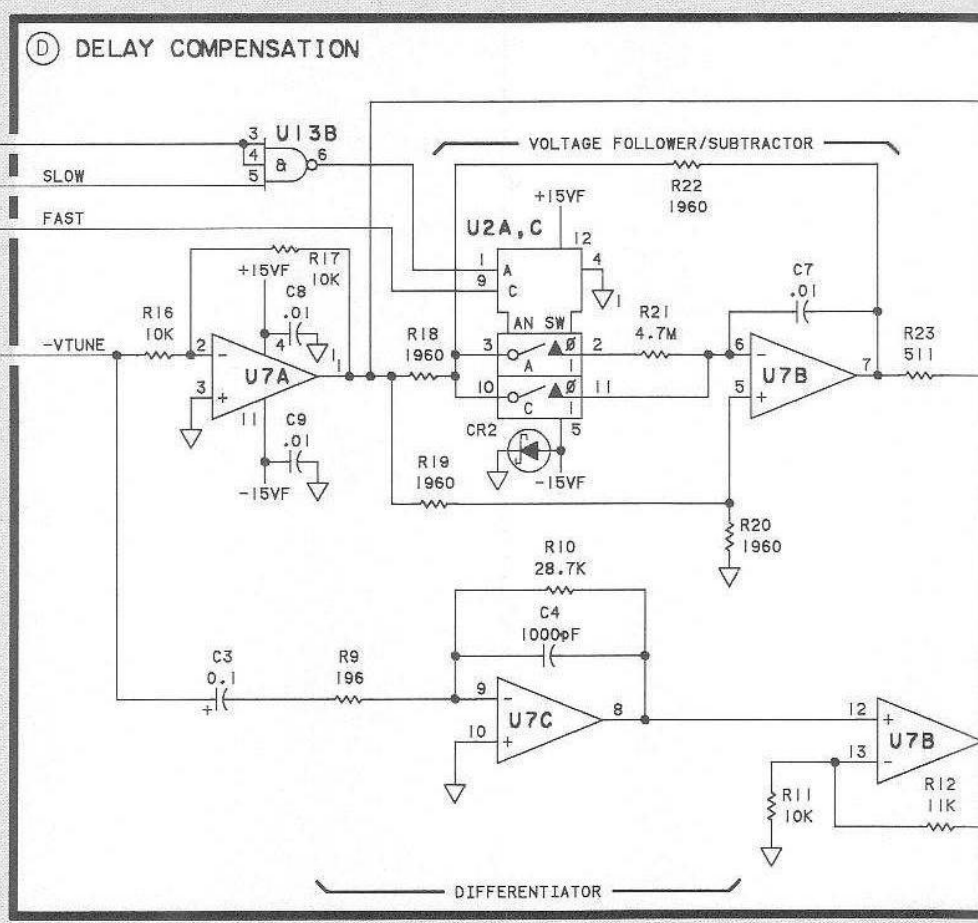 D DELAY COMPENSATION
3
4
5
&
U13B
6
SLOW
FAST
VOLTAGE FOLLOWER/SUBTRACTOR
R22
1960
+15VF
U2A,C
12
1
A
9
C
4
1
AN SW
R17
10K
+15VF
C8
.01
4
1
R16
10K
-VTUNE
2
-
U7A
3
+
11
1
C9
.01
-15VF
R18
1960
3
A
Ø
1
2
10
C
Ø
1
11
5
CR2
-15VF
R21
4.7M
C7
.01
6
-
U7B
5
+
7
R23
511
R19
1960
R20
1960
R10
28.7K
C4
1000pF
C3
0.1
+
R9
196
9
-
U7C
10
+
8
12
+
U7B
13
-
R11
10K
R12
11K
DIFFERENTIATOR